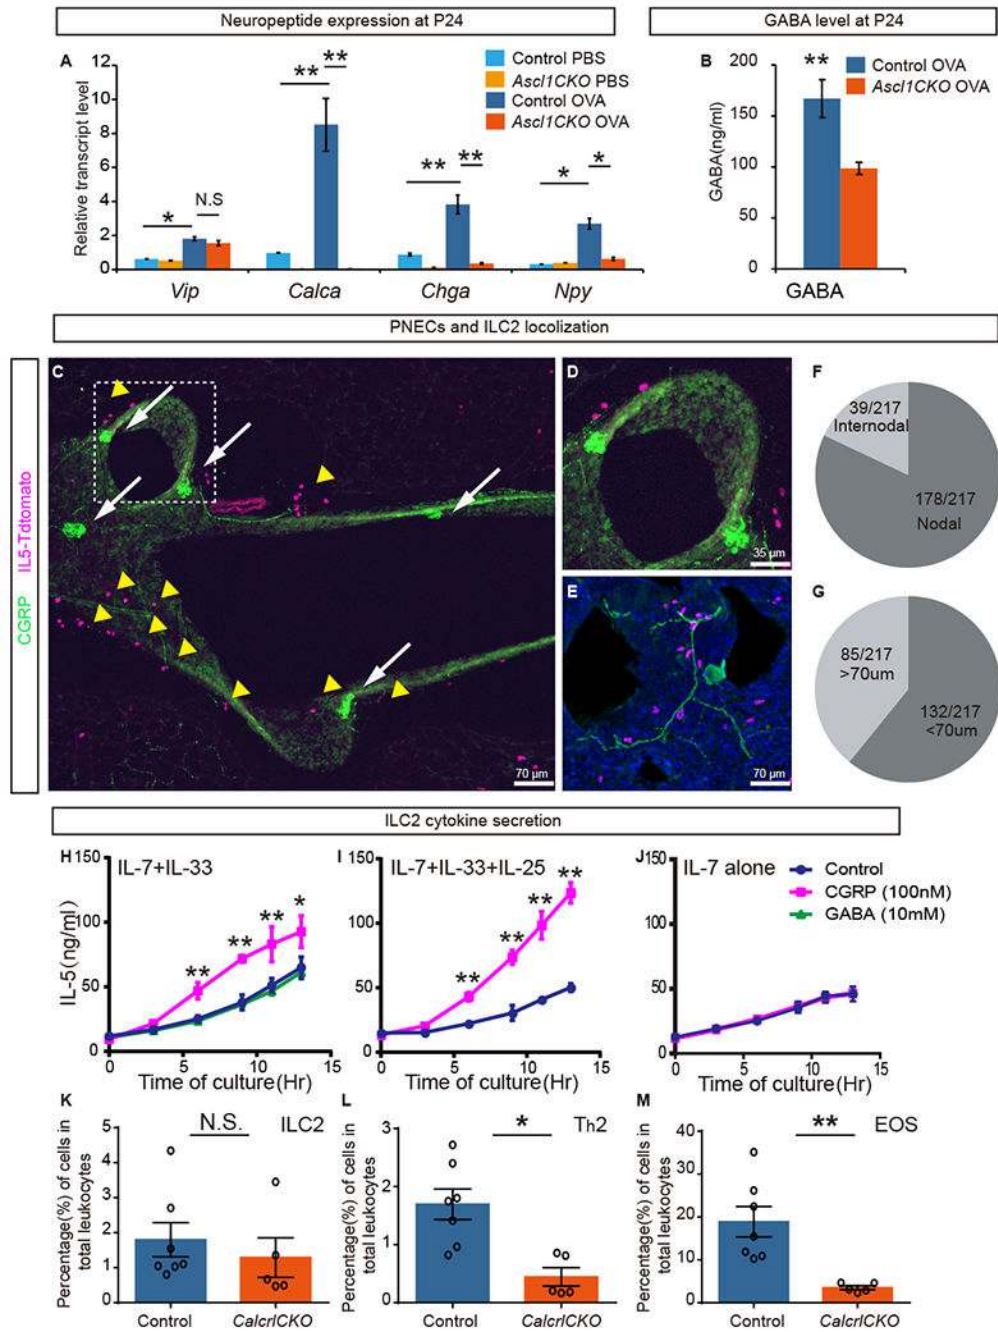 Neuropeptide expression at P24
GABA level at P24
A
Relative transcript level
12
10
8
6
4
2
0
Control PBS
Ascl1CKO PBS
Control OVA
Ascl1CKO OVA
*
N.S
**
**
**
**
*
*
Vip
Calca
Chga
Npy
B
GABA(ng/ml)
200
150
100
50
0
**
Control OVA
Ascl1CKO OVA
GABA
PNECs and ILC2 locolization
CGRP IL5-Tdtomato
C
70 µm
D
35 µm
E
70 µm
F
39/217
Internodal
178/217
Nodal
G
85/217
>70um
132/217
<70um
ILC2 cytokine secretion
H
IL-7+IL-33
IL-5(ng/ml)
150
100
50
0
**
**
**
*
0
5
10
15
Time of culture(Hr)
I
IL-7+IL-33+IL-25
150
100
50
0
**
**
**
**
0
5
10
15
Time of culture(Hr)
J
IL-7 alone
150
100
50
0
Control
CGRP (100nM)
GABA (10mM)
0
5
10
15
Time of culture(Hr)
K
N.S.
ILC2
Percentage(%) of cells in
total leukocytes
5
4
3
2
1
0
Control
CalcrlCKO
L
*
Th2
Percentage(%) of cells in
total leukocytes
3
2
1
0
Control
CalcrlCKO
M
**
EOS
Percentage(%) of cells in
total leukocytes
40
30
20
10
0
Control
CalcrlCKO